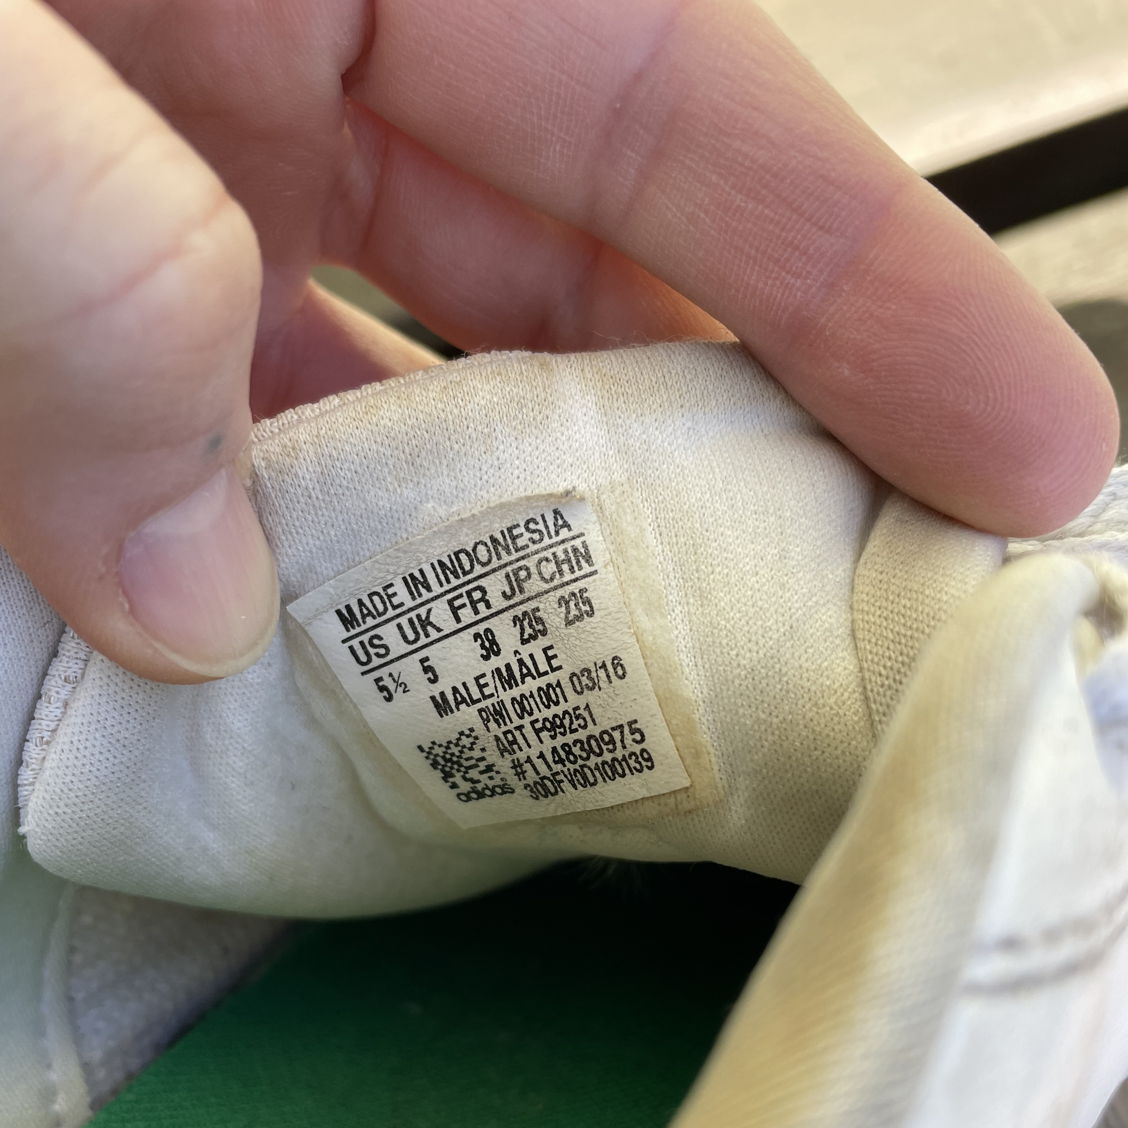 MADE IN INDONESIA
US UK FR JP CHN
5½ 5 38 235 235
MALE/MÂLE
PWI 001001 03/16
ART F99251
#114830975
adidas 30DFV0D100139